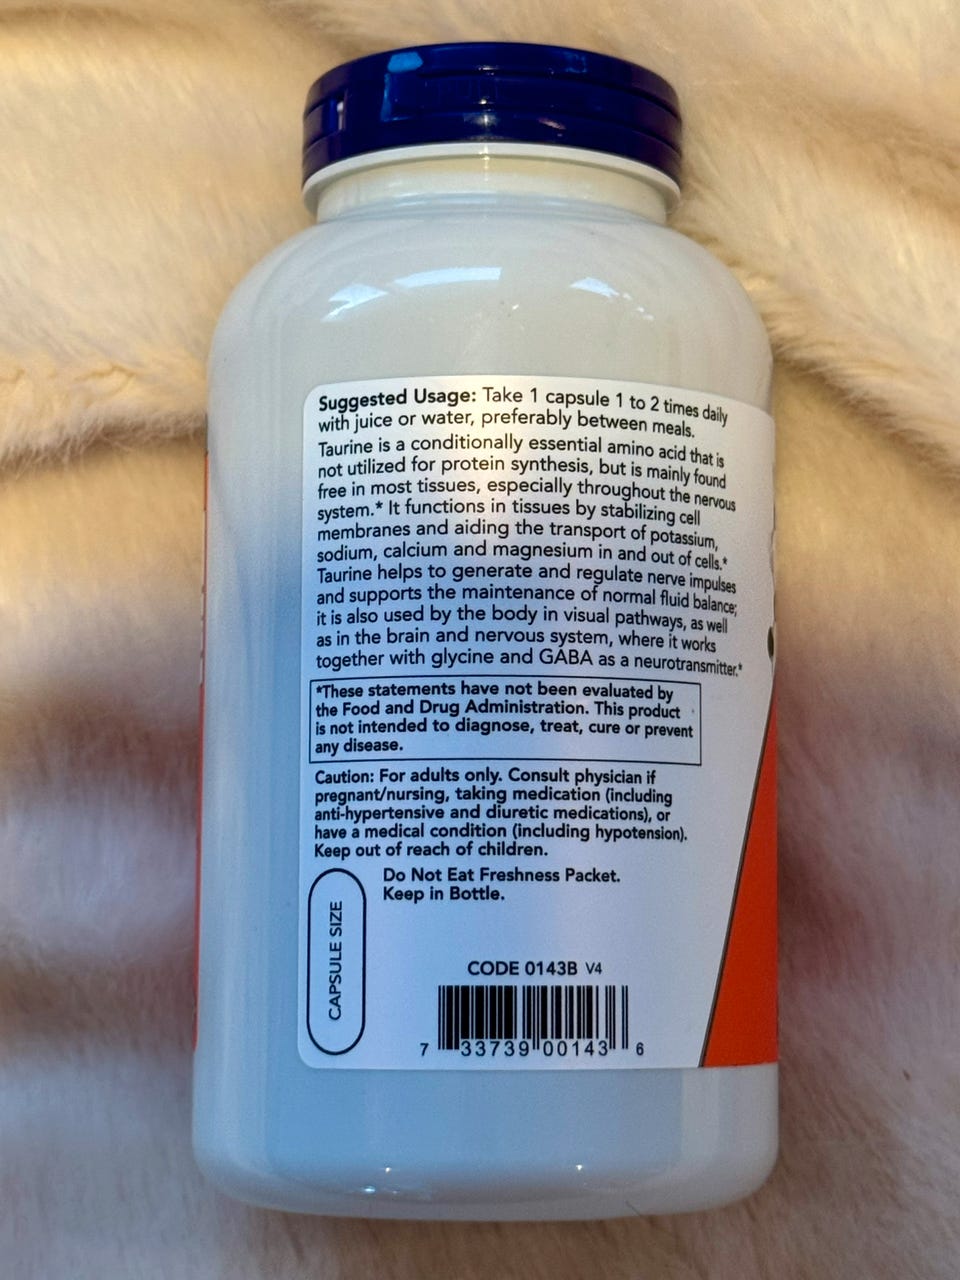 Suggested Usage: Take 1 capsule 1 to 2 times daily
with juice or water, preferably between meals.
Taurine is a conditionally essential amino acid that is
not utilized for protein synthesis, but is mainly found
free in most tissues, especially throughout the nervous
system.* It functions in tissues by stabilizing cell
membranes and aiding the transport of potassium,
sodium, calcium and magnesium in and out of cells.*
Taurine helps to generate and regulate nerve impulses
and supports the maintenance of normal fluid balance;
it is also used by the body in visual pathways, as well
as in the brain and nervous system, where it works
together with glycine and GABA as a neurotransmitter.*
*These statements have not been evaluated by
the Food and Drug Administration. This product
is not intended to diagnose, treat, cure or prevent
any disease.
Caution: For adults only. Consult physician if
pregnant/nursing, taking medication (including
anti-hypertensive and diuretic medications), or
have a medical condition (including hypotension).
Keep out of reach of children.
Do Not Eat Freshness Packet.
Keep in Bottle.
CAPSULE SIZE
CODE 0143B V4
7 33739 00143 6